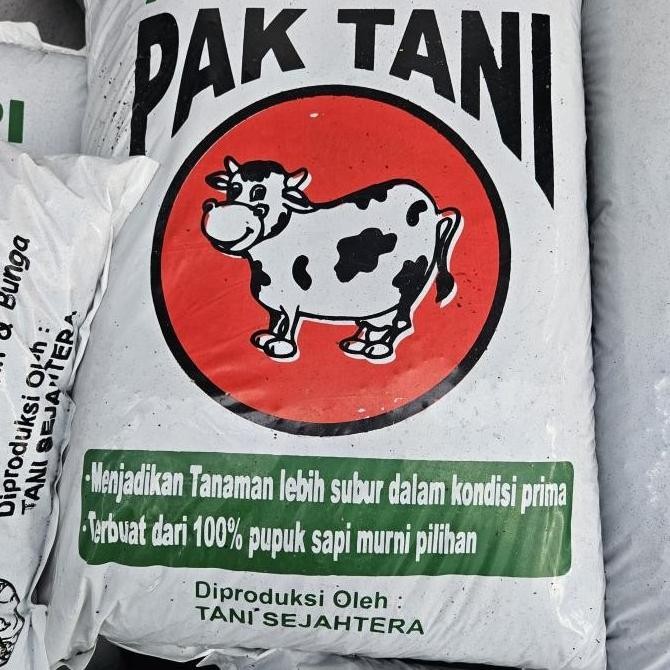 PAK TANI
·Menjadikan Tanaman lebih subur dalam kondisi prima
·Terbuat dari 100% pupuk sapi murni pilihan
Diproduksi Oleh :
TANI SEJAHTERA
& Bunga
Diproduksi Oleh :
TANI SEJAHTERA